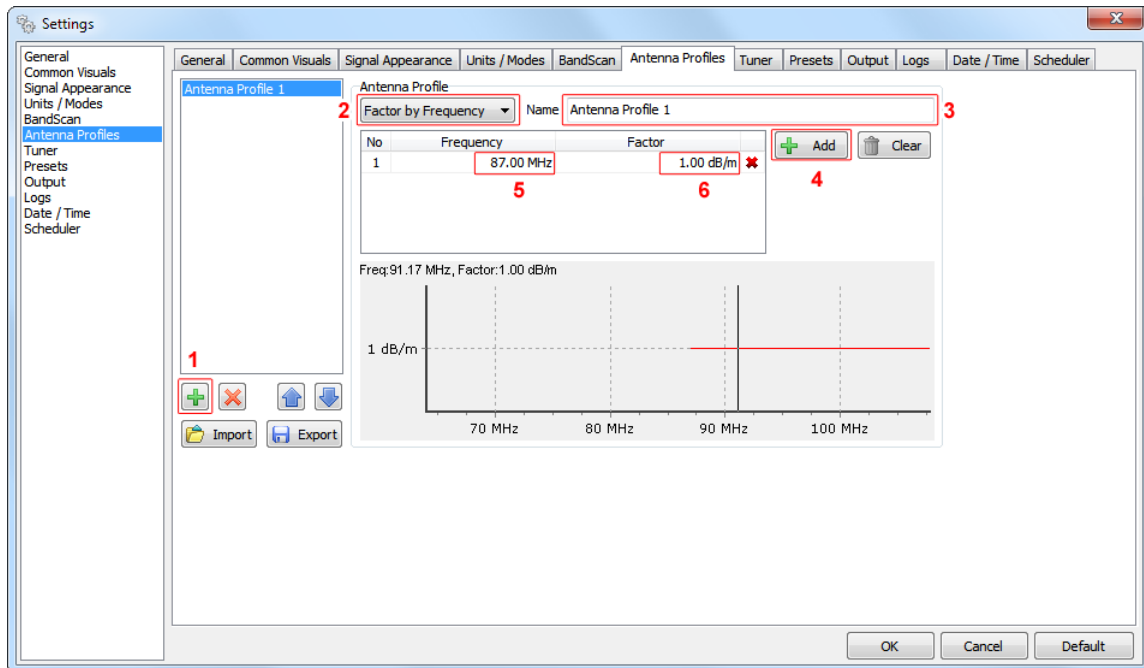 Settings
x
General
Common Visuals
Signal Appearance
Units / Modes
BandScan
Antenna Profiles
Tuner
Presets
Output
Logs
Date / Time
Scheduler
General Common Visuals Signal Appearance Units / Modes BandScan Antenna Profiles Tuner Presets Output Logs Date / Time Scheduler
Antenna Profile 1
1
Import Export
Antenna Profile
2 Factor by Frequency Name Antenna Profile 1 3
No Frequency Factor
1 87.00 MHz 1.00 dB/m
5 6
Add Clear
4
Freq:91.17 MHz, Factor:1.00 dB/m
1 dB/m
70 MHz 80 MHz 90 MHz 100 MHz
OK Cancel Default